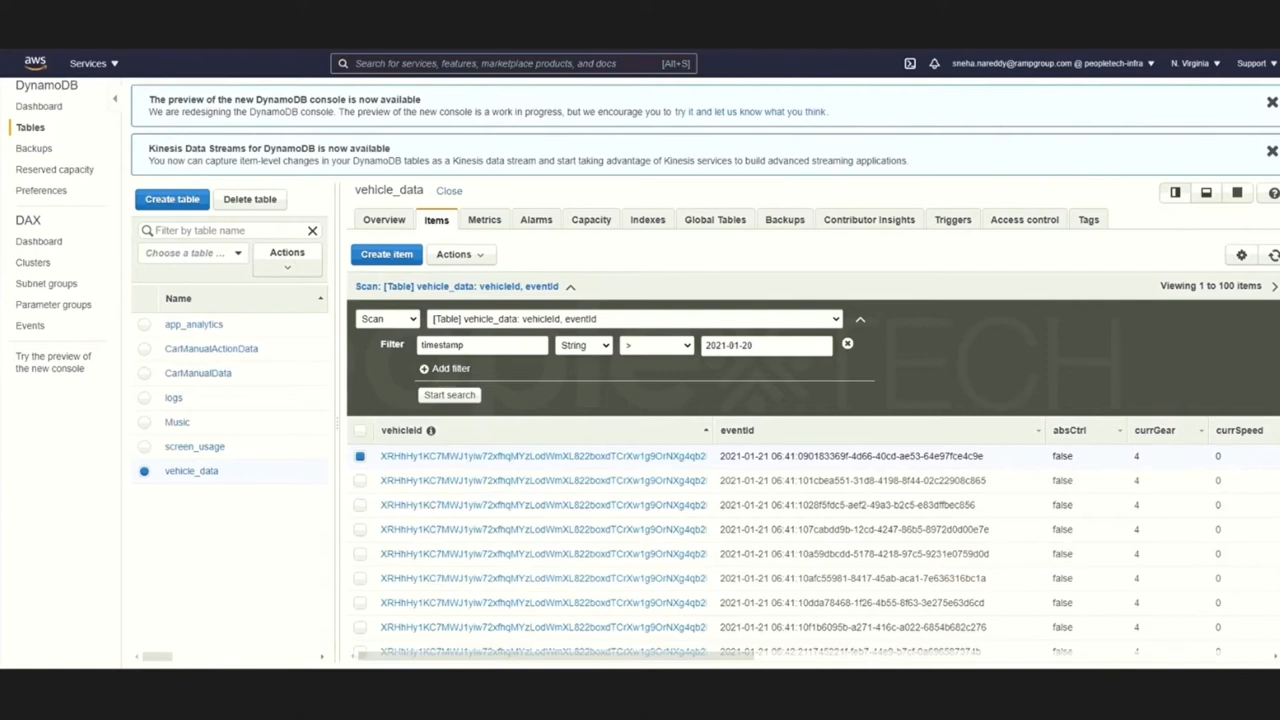 aws Services Search for services, features, marketplace products, and docs [Alt+S] sneha.nareddy@rampgroup.com @ peopletech-infra N. Virginia Support
DynamoDB
Dashboard
Tables
Backups
Reserved capacity
Preferences
DAX
Dashboard
Clusters
Subnet groups
Parameter groups
Events
Try the preview of
the new console
The preview of the new DynamoDB console is now available
We are redesigning the DynamoDB console. The preview of the new console is a work in progress, but we encourage you to try it and let us know what you think.
Kinesis Data Streams for DynamoDB is now available
You now can capture item-level changes in your DynamoDB tables as a Kinesis data stream and start taking advantage of Kinesis services to build advanced streaming applications.
Create table Delete table
Filter by table name
Choose a table ... Actions
Name
app_analytics
CarManualActionData
CarManualData
logs
Music
screen_usage
vehicle_data
vehicle_data Close
Overview Items Metrics Alarms Capacity Indexes Global Tables Backups Contributor Insights Triggers Access control Tags
Create item Actions
Scan: [Table] vehicle_data: vehicleId, eventId Viewing 1 to 100 items
Scan [Table] vehicle_data: vehicleId, eventId
Filter timestamp String > 2021-01-20
Add filter
Start search
TECH
vehicleId eventId absCtrl currGear currSpeed
XRHhHy1KC7MWJ1yiw72xfhqMYzLodWmXL822boxdTCrXw1g9OrNXg4qb2 2021-01-21 06:41:090183369f-4d66-40cd-ae53-64e97fce4c9e false 4 0
XRHhHy1KC7MWJ1yiw72xfhqMYzLodWmXL822boxdTCrXw1g9OrNXg4qb2 2021-01-21 06:41:101cbea551-31d8-4198-8f44-02c22908c865 false 4 0
XRHhHy1KC7MWJ1yiw72xfhqMYzLodWmXL822boxdTCrXw1g9OrNXg4qb2 2021-01-21 06:41:1028f5fdc5-aef2-49a3-b2c5-e83dffbec856 false 4 0
XRHhHy1KC7MWJ1yiw72xfhqMYzLodWmXL822boxdTCrXw1g9OrNXg4qb2 2021-01-21 06:41:107cabdd9b-12cd-4247-86b5-8972d0d00e7e false 4 0
XRHhHy1KC7MWJ1yiw72xfhqMYzLodWmXL822boxdTCrXw1g9OrNXg4qb2 2021-01-21 06:41:10a59dbcdd-5178-4218-97c5-9231e0759d0d false 4 0
XRHhHy1KC7MWJ1yiw72xfhqMYzLodWmXL822boxdTCrXw1g9OrNXg4qb2 2021-01-21 06:41:10afc55981-8417-45ab-aca1-7e636316bc1a false 4 0
XRHhHy1KC7MWJ1yiw72xfhqMYzLodWmXL822boxdTCrXw1g9OrNXg4qb2 2021-01-21 06:41:10dda78468-1f26-4b55-8f63-3e275e63d6cd false 4 0
XRHhHy1KC7MWJ1yiw72xfhqMYzLodWmXL822boxdTCrXw1g9OrNXg4qb2 2021-01-21 06:41:10f1b6095b-a271-416c-a022-6854b682c276 false 4 0
false 4 0